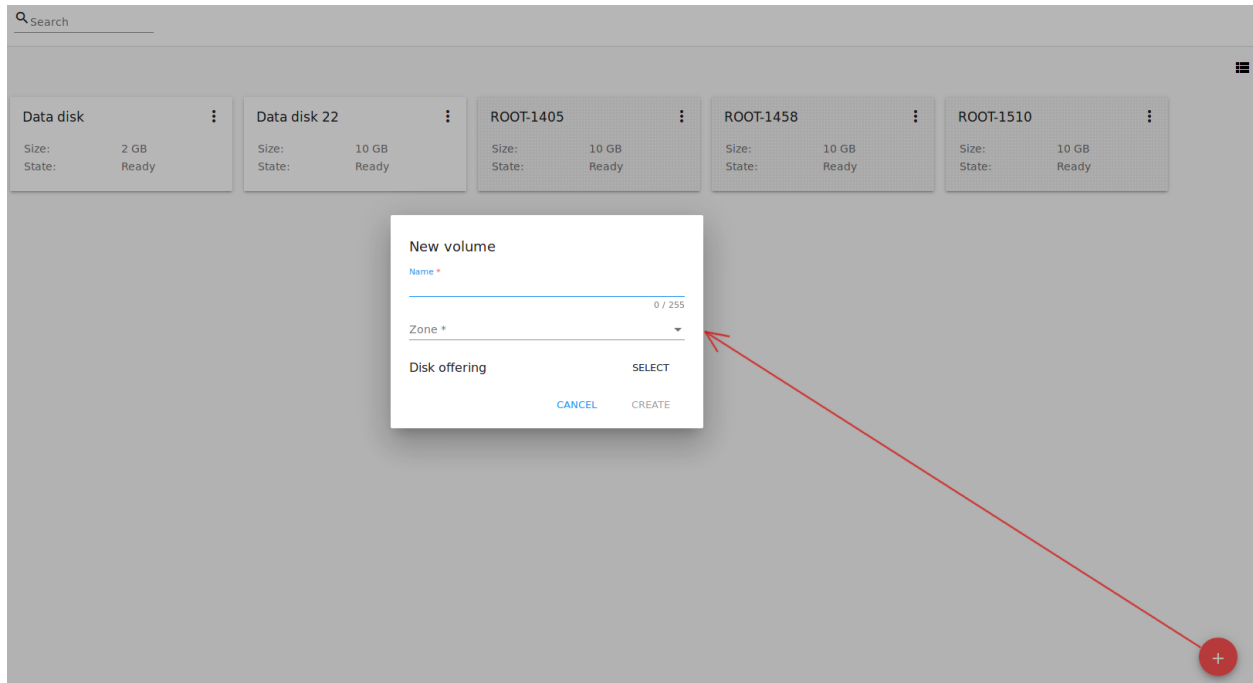 Search
Data disk
Size: 2 GB
State: Ready
Data disk 22
Size: 10 GB
State: Ready
ROOT-1405
Size: 10 GB
State: Ready
ROOT-1458
Size: 10 GB
State: Ready
ROOT-1510
Size: 10 GB
State: Ready
New volume
Name *
0 / 255
Zone *
Disk offering SELECT
CANCEL CREATE
+